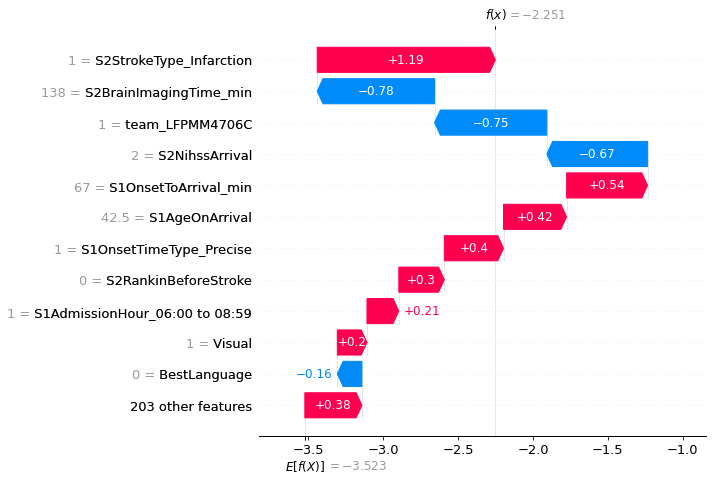 f(x) = −2.251
1 = S2StrokeType_Infarction +1.19
138 = S2BrainImagingTime_min −0.78
1 = team_LFPMM4706C −0.75
2 = S2NihssArrival −0.67
67 = S1OnsetToArrival_min +0.54
42.5 = S1AgeOnArrival +0.42
1 = S1OnsetTimeType_Precise +0.4
0 = S2RankinBeforeStroke +0.3
1 = S1AdmissionHour_06:00 to 08:59 +0.21
1 = Visual +0.2
0 = BestLanguage −0.16
203 other features +0.38
−3.5 −3.0 −2.5 −2.0 −1.5 −1.0
E[f(X)] = −3.523